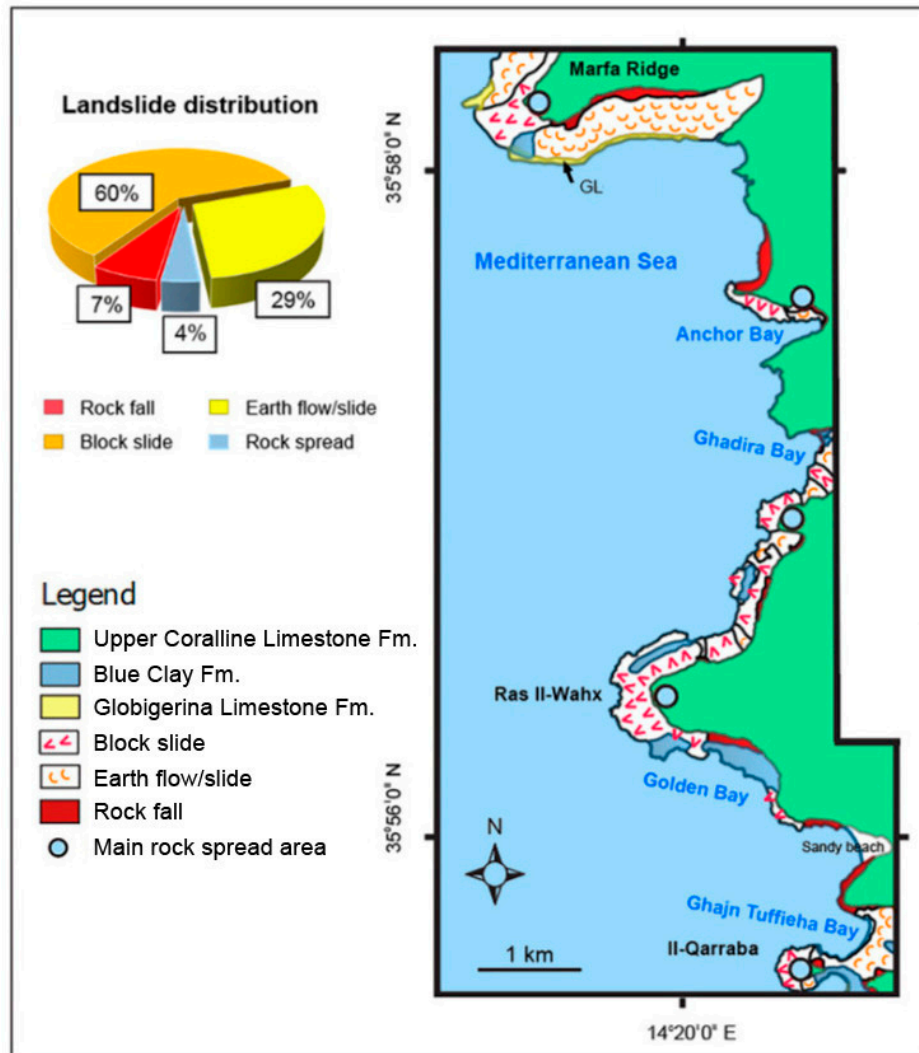 Landslide distribution
60%
7%
4%
29%
Rock fall
Earth flow/slide
Block slide
Rock spread
Legend
Upper Coralline Limestone Fm.
Blue Clay Fm.
Globigerina Limestone Fm.
Block slide
Earth flow/slide
Rock fall
Main rock spread area
35°58'0" N
35°56'0" N
Marfa Ridge
GL
Mediterranean Sea
Anchor Bay
Ghadira Bay
Ras Il-Wahx
Golden Bay
Sandy beach
Ghajn Tuffieha Bay
Il-Qarraba
N
1 km
14°20'0" E